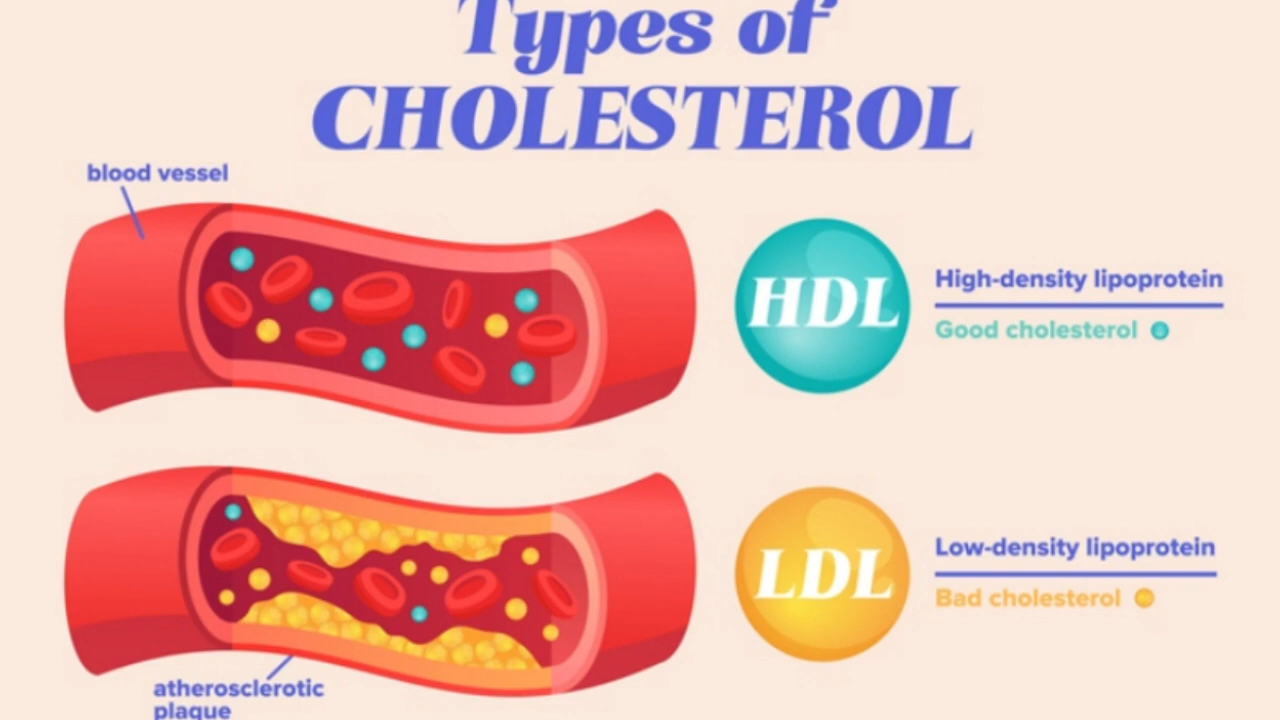 Types of
CHOLESTEROL
blood vessel
HDL
High-density lipoprotein
Good cholesterol
LDL
Low-density lipoprotein
Bad cholesterol
atherosclerotic
plaque